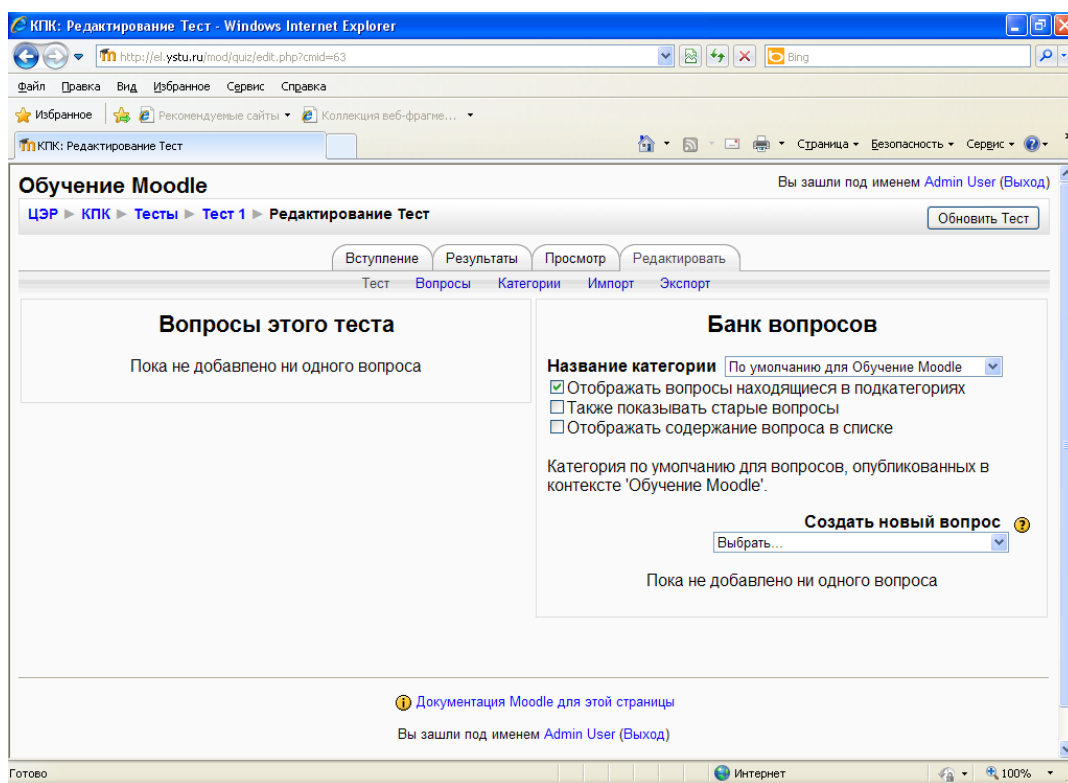 КПК: Редактирование Тест - Windows Internet Explorer
http://el.ystu.ru/mod/quiz/edit.php?cmid=63
Bing
Файл Правка Вид Избранное Сервис Справка
Избранное Рекомендуемые сайты Коллекция веб-фрагме...
КПК: Редактирование Тест
Страница Безопасность Сервис
Обучение Moodle
Вы зашли под именем Admin User (Выход)
ЦЭР ► КПК ► Тесты ► Тест 1 ► Редактирование Тест
Обновить Тест
Вступление Результаты Просмотр Редактировать
Тест Вопросы Категории Импорт Экспорт
Вопросы этого теста
Пока не добавлено ни одного вопроса
Банк вопросов
Название категории По умолчанию для Обучение Moodle
Отображать вопросы находящиеся в подкатегориях
Также показывать старые вопросы
Отображать содержание вопроса в списке
Категория по умолчанию для вопросов, опубликованных в
контексте 'Обучение Moodle'.
Создать новый вопрос
Выбрать...
Пока не добавлено ни одного вопроса
Документация Moodle для этой страницы
Вы зашли под именем Admin User (Выход)
Готово
Интернет
100%